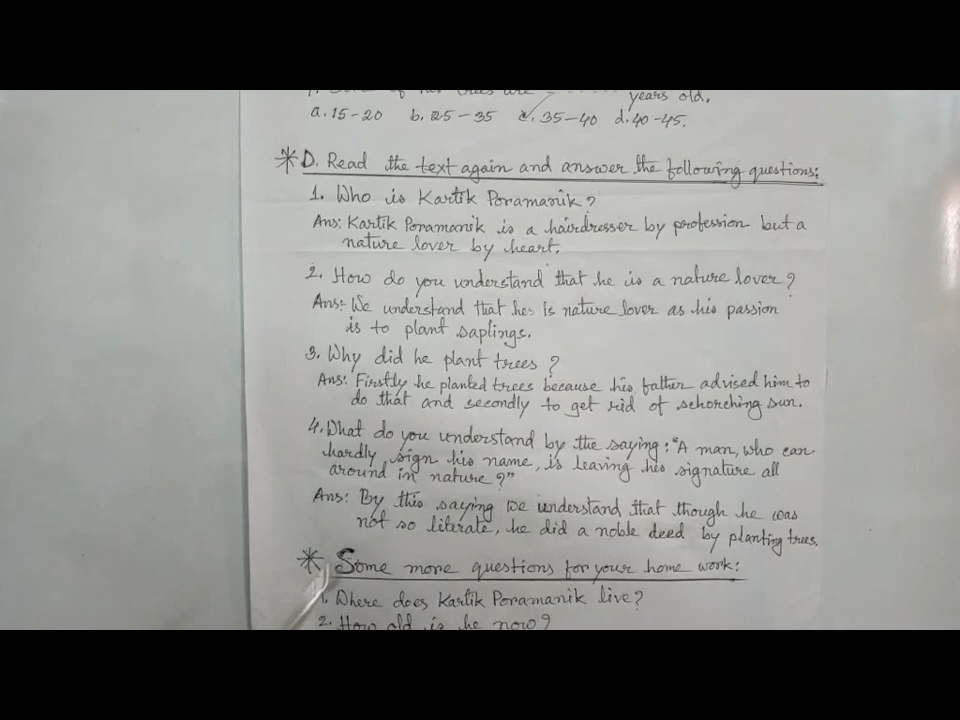 years old.
a. 15-20 b. 25-35 c. 35-40 d. 40-45.
* D. Read the text again and answer the following questions:
1. Who is Kartik Poramanik?
Ans: Kartik Poramanik is a hairdresser by profession but a
nature lover by heart.
2. How do you understand that he is a nature lover?
Ans:- We understand that he is nature lover as his passion
is to plant saplings.
3. Why did he plant trees?
Ans: Firstly he planted trees because his father advised him to
do that and secondly to get rid of schorching sun.
4. What do you understand by the saying: "A man, who can
hardly sign his name, is leaving his signature all
around in nature?"
Ans: By this saying we understand that though he was
not so literate, he did a noble deed by planting trees.
* Some more questions for your home work:
1. Where does Kartik Poramanik live?
2. How old is he now?